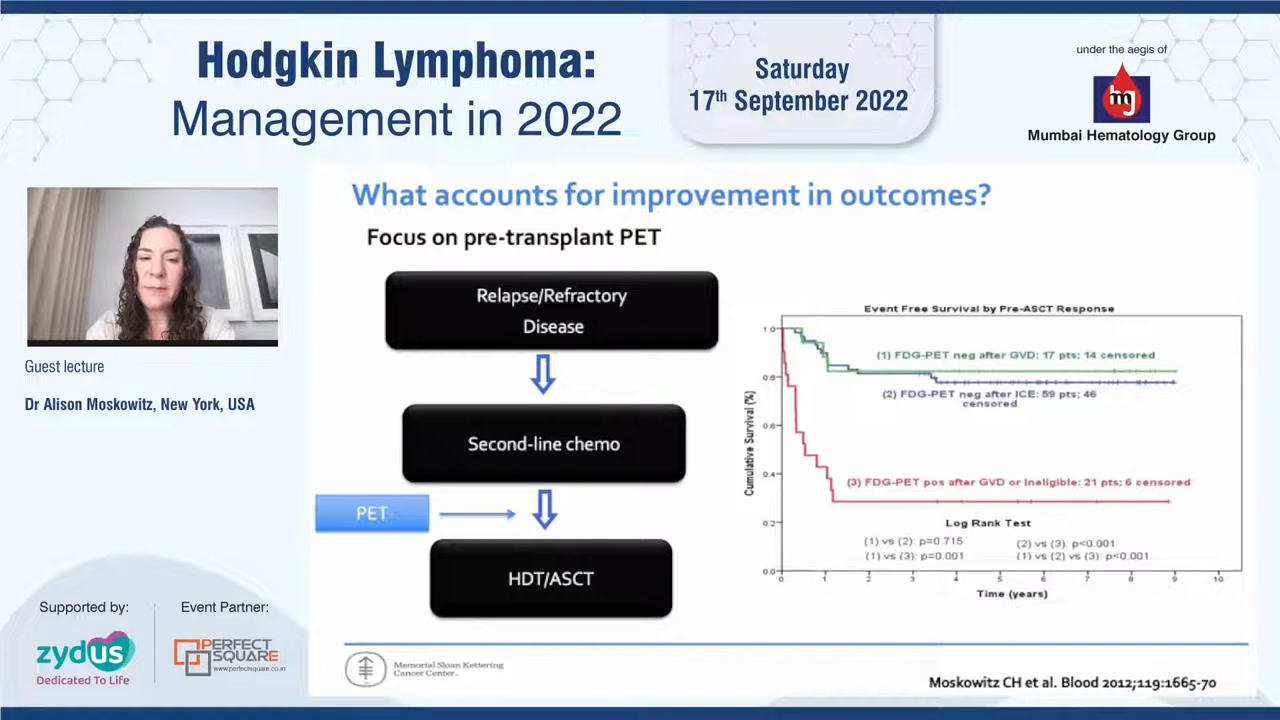 Hodgkin Lymphoma:
Management in 2022
Saturday
17th September 2022
under the aegis of
mhg
Mumbai Hematology Group
Guest lecture
Dr Alison Moskowitz, New York, USA
What accounts for improvement in outcomes?
Focus on pre-transplant PET
Relapse/Refractory
Disease
Second-line chemo
PET
HDT/ASCT
Event Free Survival by Pre-ASCT Response
Cumulative Survival (%)
1.0
0.8
0.6
0.4
0.2
0.0
(1) FDG-PET neg after GVD: 17 pts; 14 censored
(2) FDG-PET neg after ICE: 59 pts; 46
censored
(3) FDG-PET pos after GVD or Ineligible: 21 pts; 6 censored
Log Rank Test
(1) vs (2): p=0.715
(2) vs (3): p<0.001
(1) vs (3): p=0.001
(1) vs (2) vs (3): p<0.001
0 1 2 3 4 5 6 7 8 9 10
Time (years)
Supported by:
zydus
Dedicated To Life
Event Partner:
PERFECT
SQUARE
www.perfectsquare.co.in
Memorial Sloan Kettering
Cancer Center
Moskowitz CH et al. Blood 2012;119:1665-70